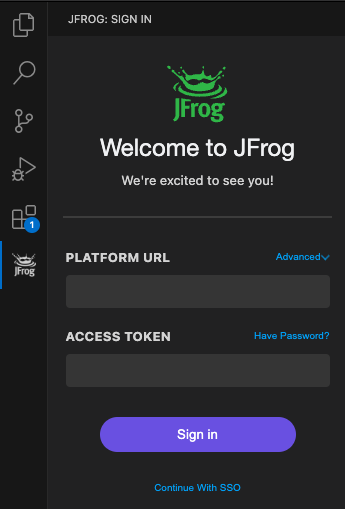 JFROG: SIGN IN
JFrog
Welcome to JFrog
We're excited to see you!
1
JFrog
PLATFORM URL
Advanced
ACCESS TOKEN
Have Password?
Sign in
Continue With SSO